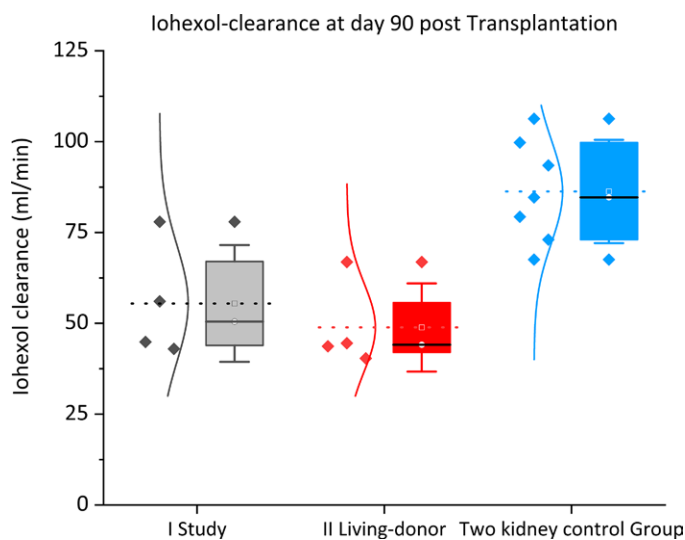 Iohexol-clearance at day 90 post Transplantation
Iohexol clearance (ml/min)
125
100
75
50
25
0
I Study
II Living-donor
Two kidney control Group